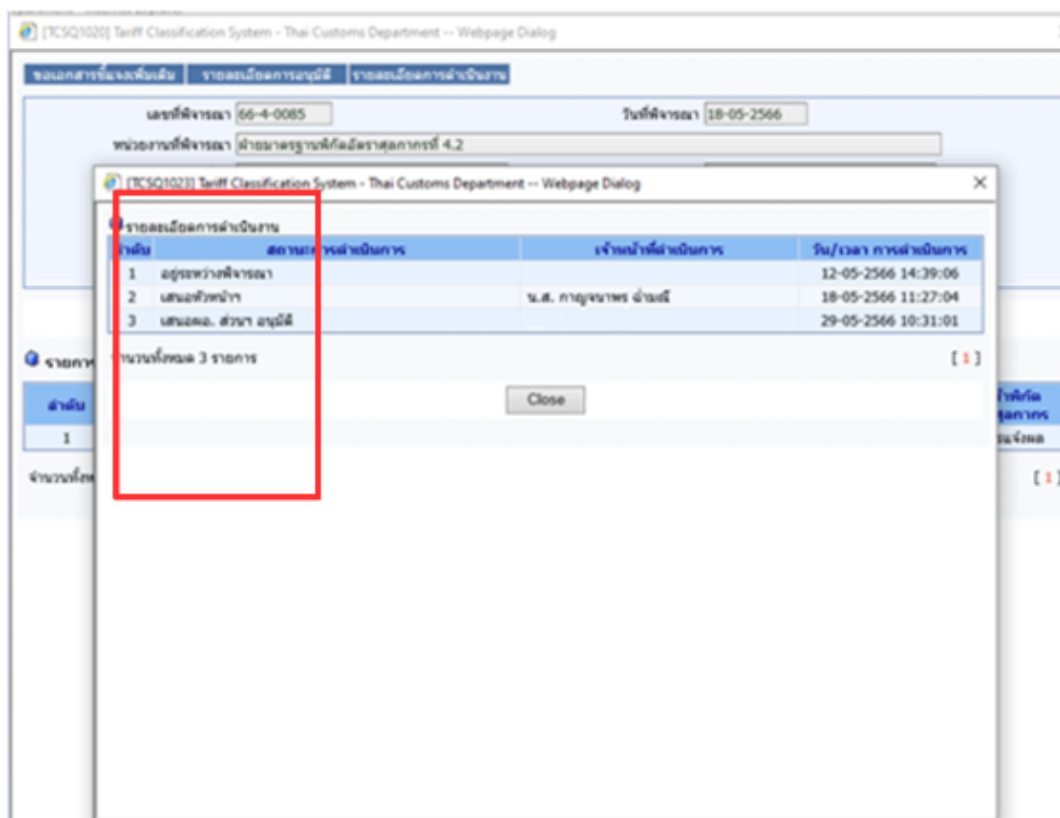 [TCSQ1020] Tariff Classification System - Thai Customs Department -- Webpage Dialog
ขอเอกสารชี้แจงเพิ่มเติม รายละเอียดการอนุมัติ รายละเอียดการดำเนินงาน
เลขที่พิจารณา 66-4-0085 วันที่พิจารณา 18-05-2566
หน่วยงานที่พิจารณา ฝ่ายมาตรฐานพิกัดอัตราศุลกากรที่ 4.2
[TCSQ1023] Tariff Classification System - Thai Customs Department -- Webpage Dialog
รายละเอียดการดำเนินงาน
ลำดับ สถานะการดำเนินการ เจ้าหน้าที่ดำเนินการ วัน/เวลา การดำเนินการ
1 อยู่ระหว่างพิจารณา 12-05-2566 14:39:06
2 เสนอหัวหน้าฯ น.ส. กาญจนาพร 18-05-2566 11:27:04
3 เสนอผอ. ส่วนฯ อนุมัติ 29-05-2566 10:31:01
จำนวนทั้งหมด 3 รายการ [ 1 ]
Close
รายการ
ลำดับ
1
[ 1 ]